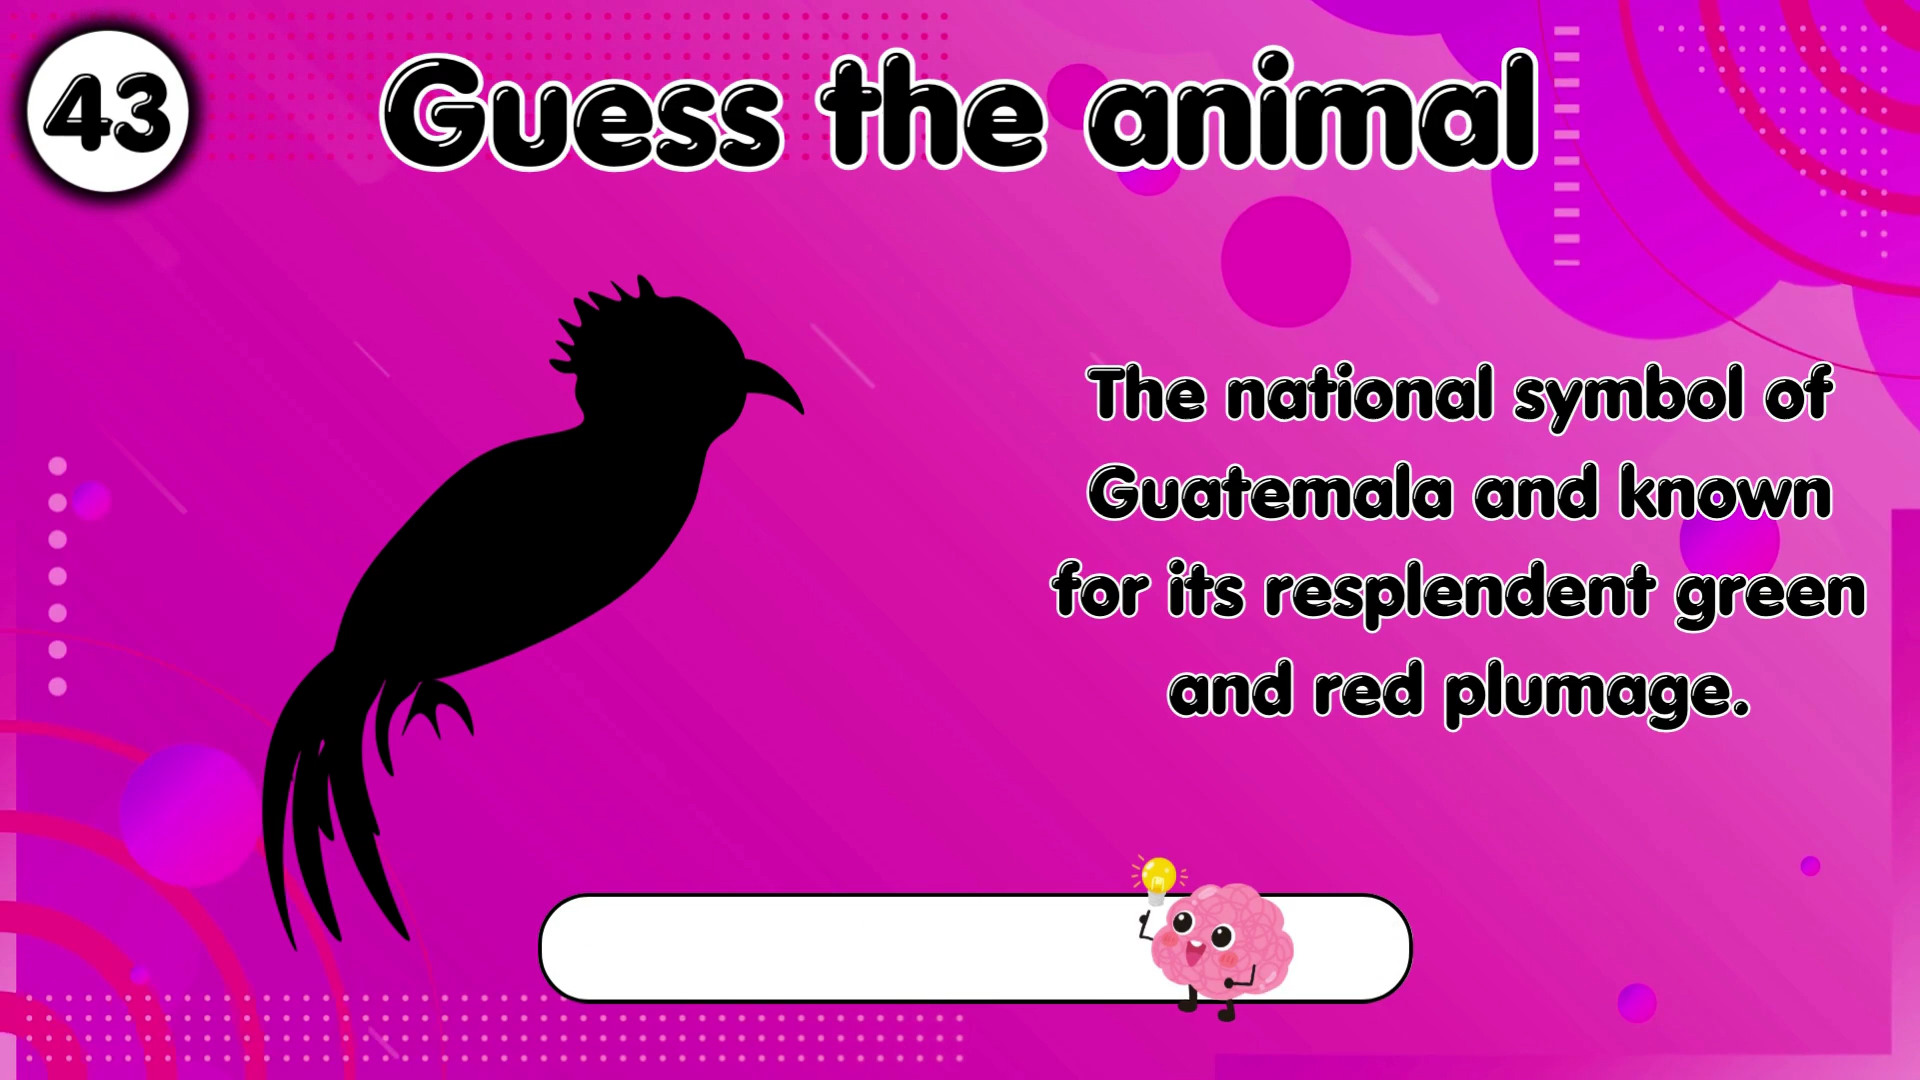 43
Guess the animal
The national symbol of
Guatemala and known
for its resplendent green
and red plumage.